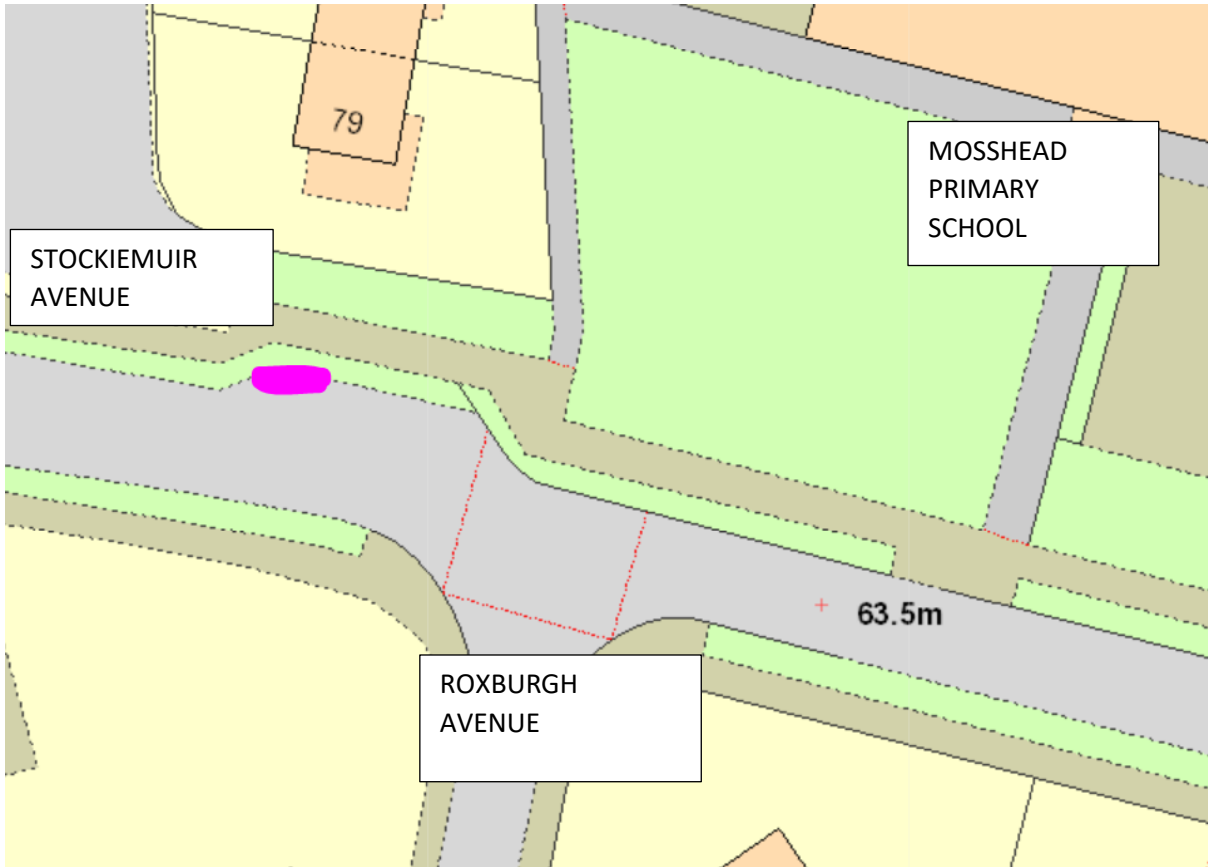 79
MOSSHEAD
PRIMARY
SCHOOL
STOCKIEMUIR
AVENUE
63.5m
ROXBURGH
AVENUE